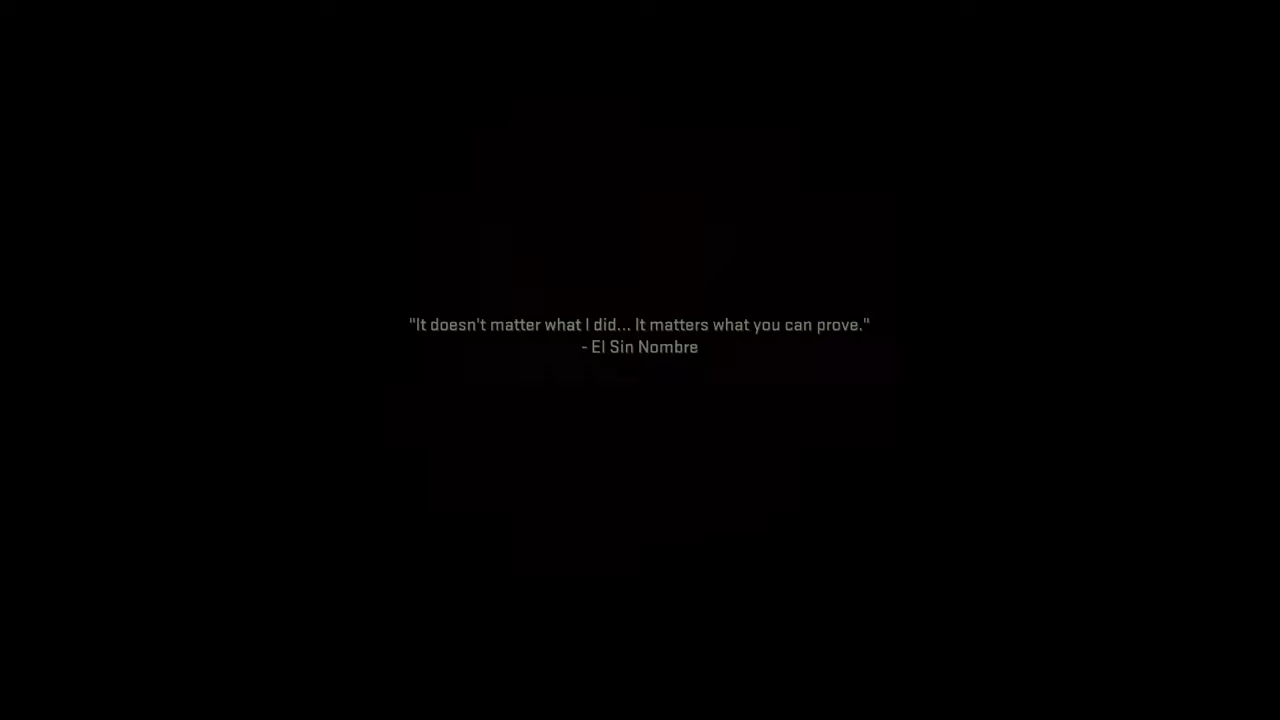 "It doesn't matter what I did... It matters what you can prove."
- El Sin Nombre